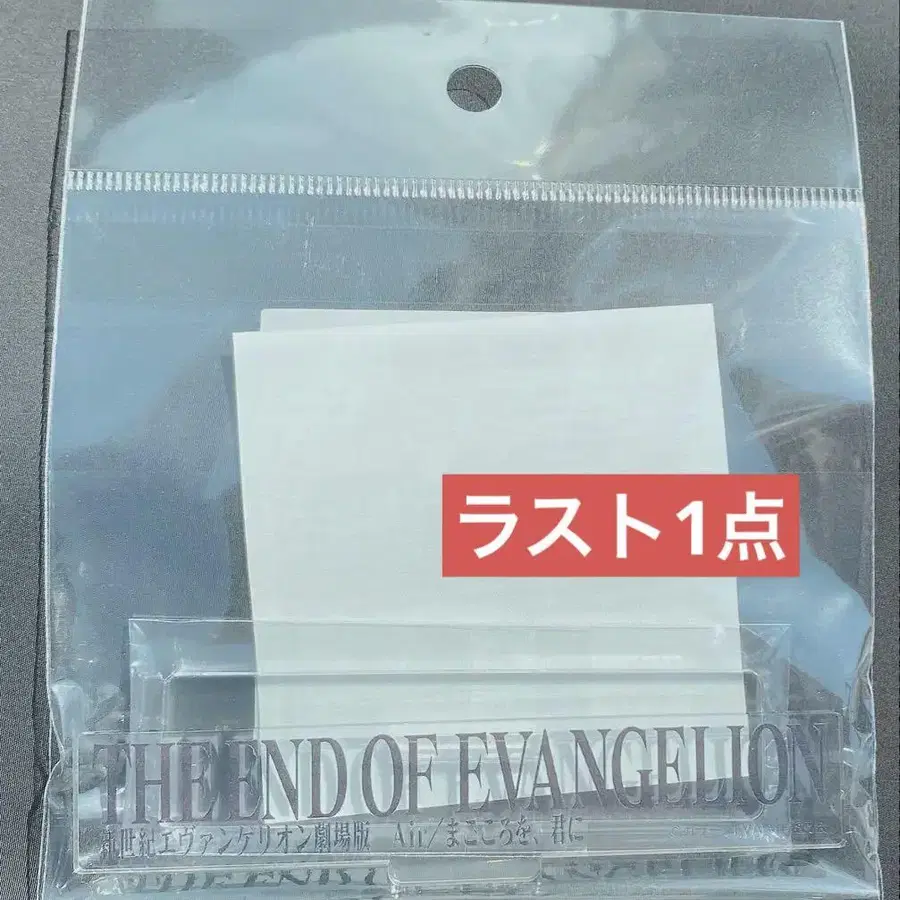 ラスト1点
THE END OF EVANGELION
新世紀エヴァンゲリオン劇場版 Air/まごころを、君に